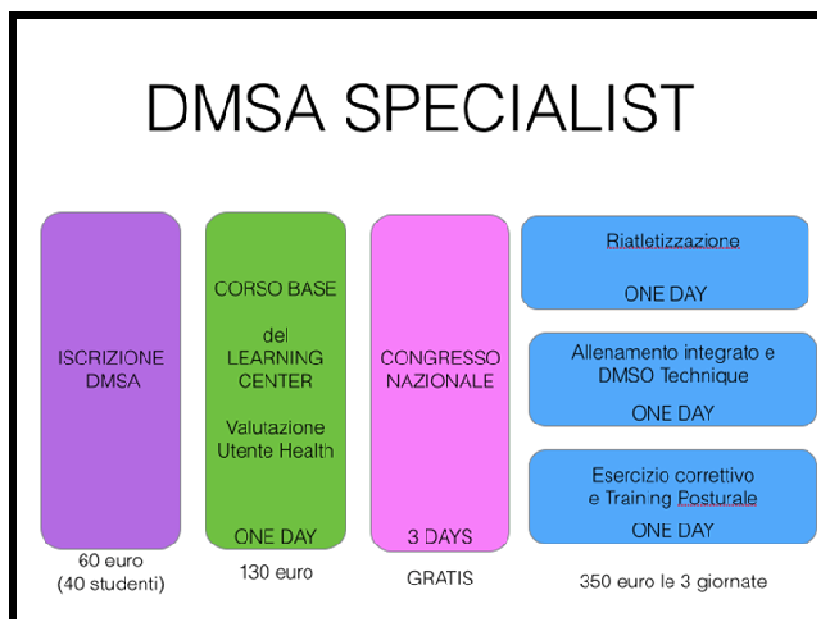 DMSA SPECIALIST
ISCRIZIONE
DMSA
60 euro
(40 studenti)
CORSO BASE
del
LEARNING
CENTER
Valutazione
Utente Health
ONE DAY
130 euro
CONGRESSO
NAZIONALE
3 DAYS
GRATIS
Riatletizzazione
ONE DAY
Allenamento integrato e
DMSO Technique
ONE DAY
Esercizio correttivo
e Training Posturale
ONE DAY
350 euro le 3 giornate